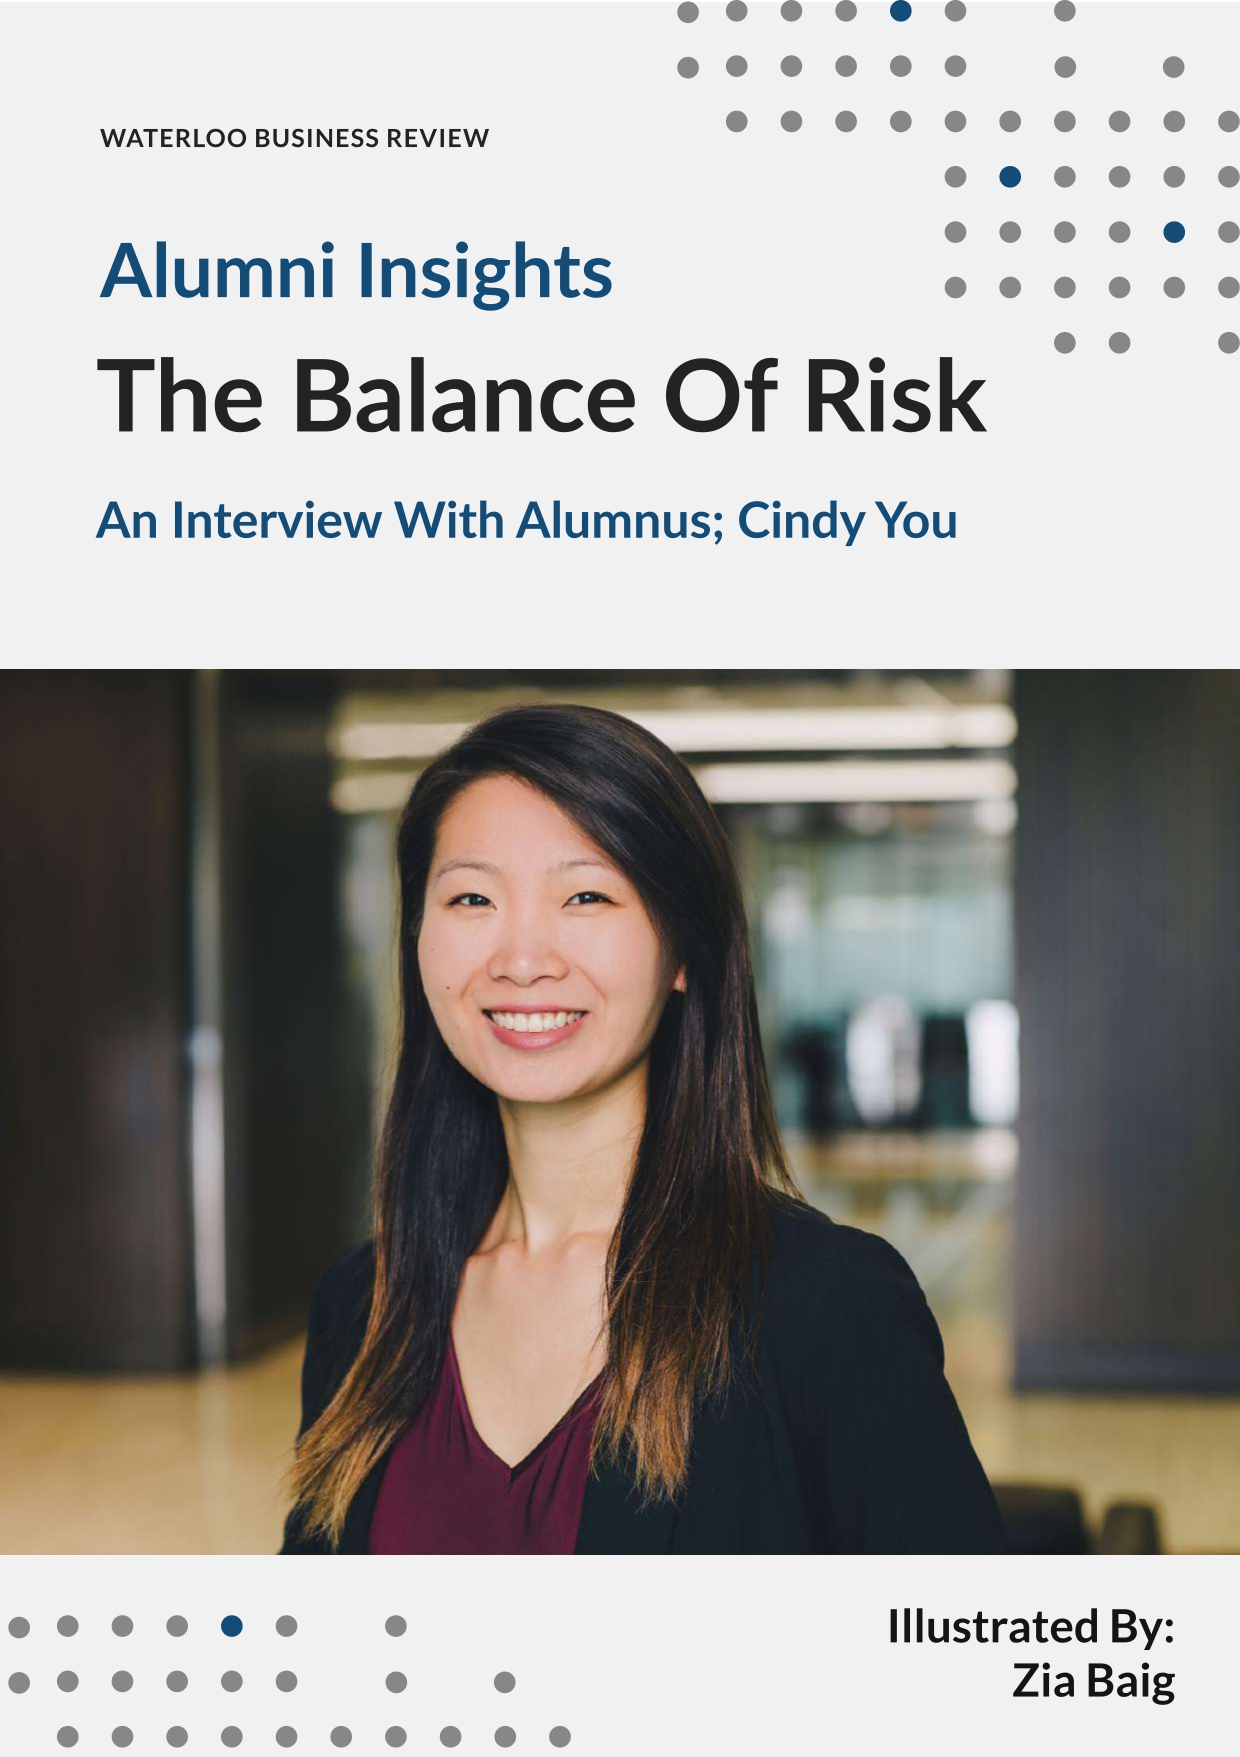 WATERLOO BUSINESS REVIEW
Alumni Insights
The Balance Of Risk
An Interview With Alumnus; Cindy You
Illustrated By:
Zia Baig